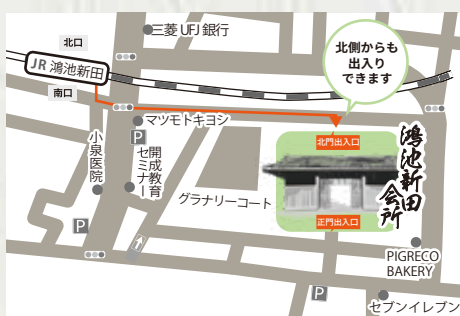 三菱UFJ銀行
北口
JR 鴻池新田
南口
北側からも
出入り
できます
マツモトキヨシ
P
小泉医院
開成教育
セミナー
グラナリーコート
北門出入口
鴻池新田
会所
正門出入口
P
PIGRECO
BAKERY
P
セブンイレブン